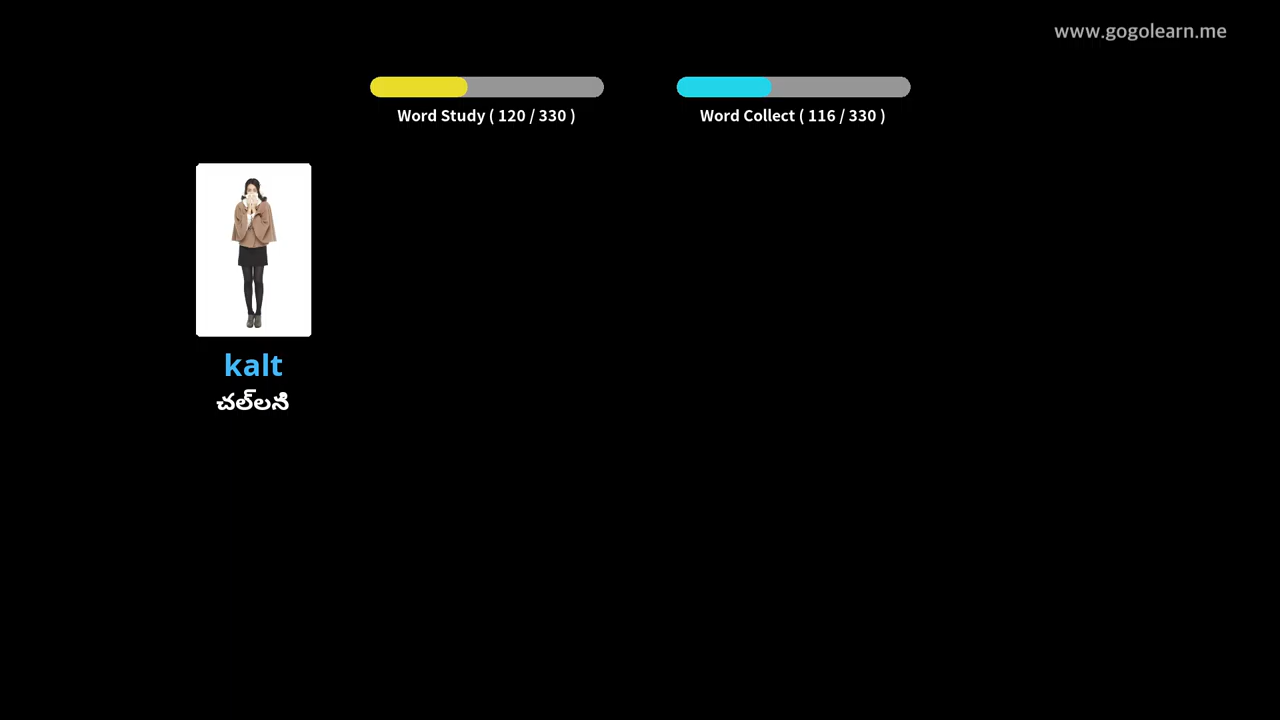 www.gogolearn.me
Word Study ( 120 / 330 )
Word Collect ( 116 / 330 )
kalt
చల్‌లని